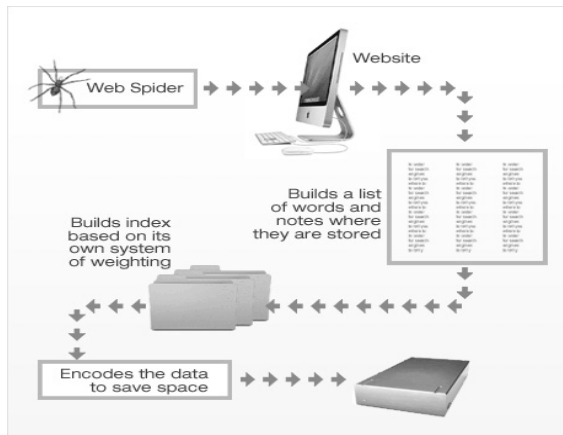 Web Spider
Website
Builds a list
of words and
notes where
they are stored
Builds index
based on its
own system
of weighting
Encodes the data
to save space